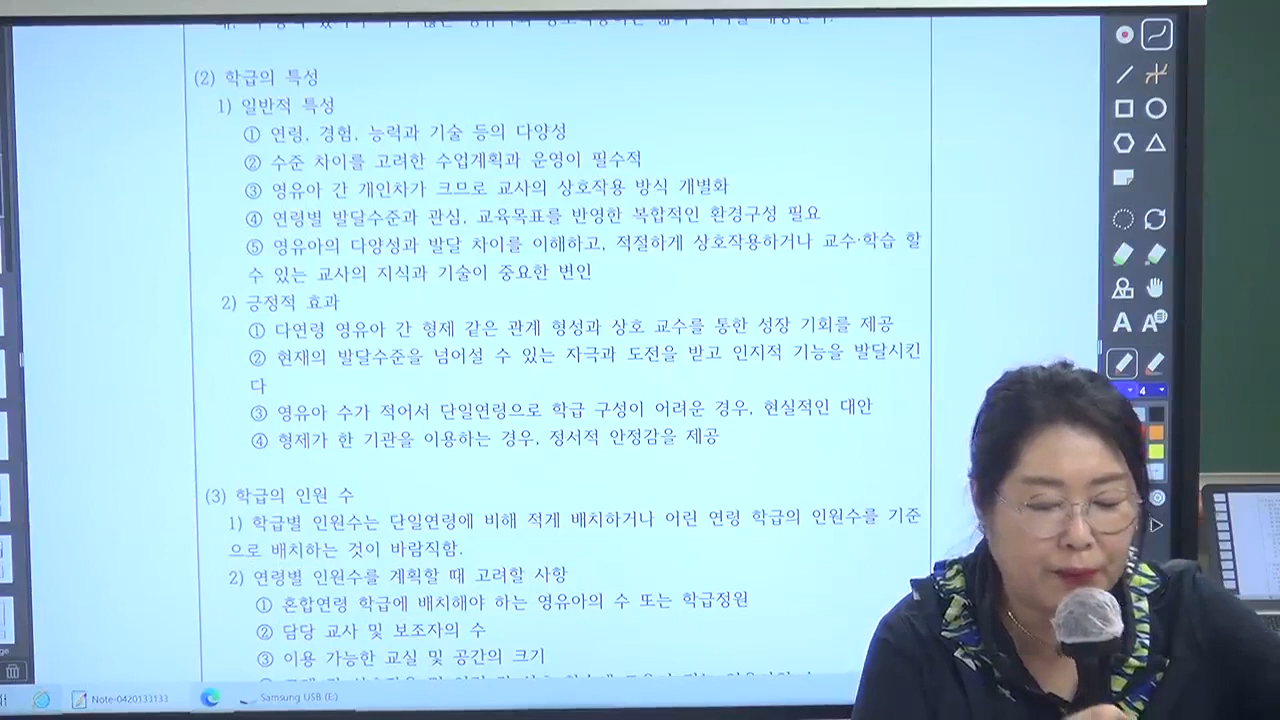 (2) 학급의 특성
1) 일반적 특성
① 연령, 경험, 능력과 기술 등의 다양성
② 수준 차이를 고려한 수업계획과 운영이 필수적
③ 영유아 간 개인차가 크므로 교사의 상호작용 방식 개별화
④ 연령별 발달수준과 관심, 교육목표를 반영한 복합적인 환경구성 필요
⑤ 영유아의 다양성과 발달 차이를 이해하고, 적절하게 상호작용하거나 교수·학습 할
수 있는 교사의 지식과 기술이 중요한 변인
2) 긍정적 효과
① 다연령 영유아 간 형제 같은 관계 형성과 상호 교수를 통한 성장 기회를 제공
② 현재의 발달수준을 넘어설 수 있는 자극과 도전을 받고 인지적 기능을 발달시킨
다
③ 영유아 수가 적어서 단일연령으로 학급 구성이 어려운 경우, 현실적인 대안
④ 형제가 한 기관을 이용하는 경우, 정서적 안정감을 제공
(3) 학급의 인원 수
1) 학급별 인원수는 단일연령에 비해 적게 배치하거나 어린 연령 학급의 인원수를 기준
으로 배치하는 것이 바람직함.
2) 연령별 인원수를 계획할 때 고려할 사항
① 혼합연령 학급에 배치해야 하는 영유아의 수 또는 학급정원
② 담당 교사 및 보조자의 수
③ 이용 가능한 교실 및 공간의 크기
A A
4
Note-0420133133 Samsung USB (E:)